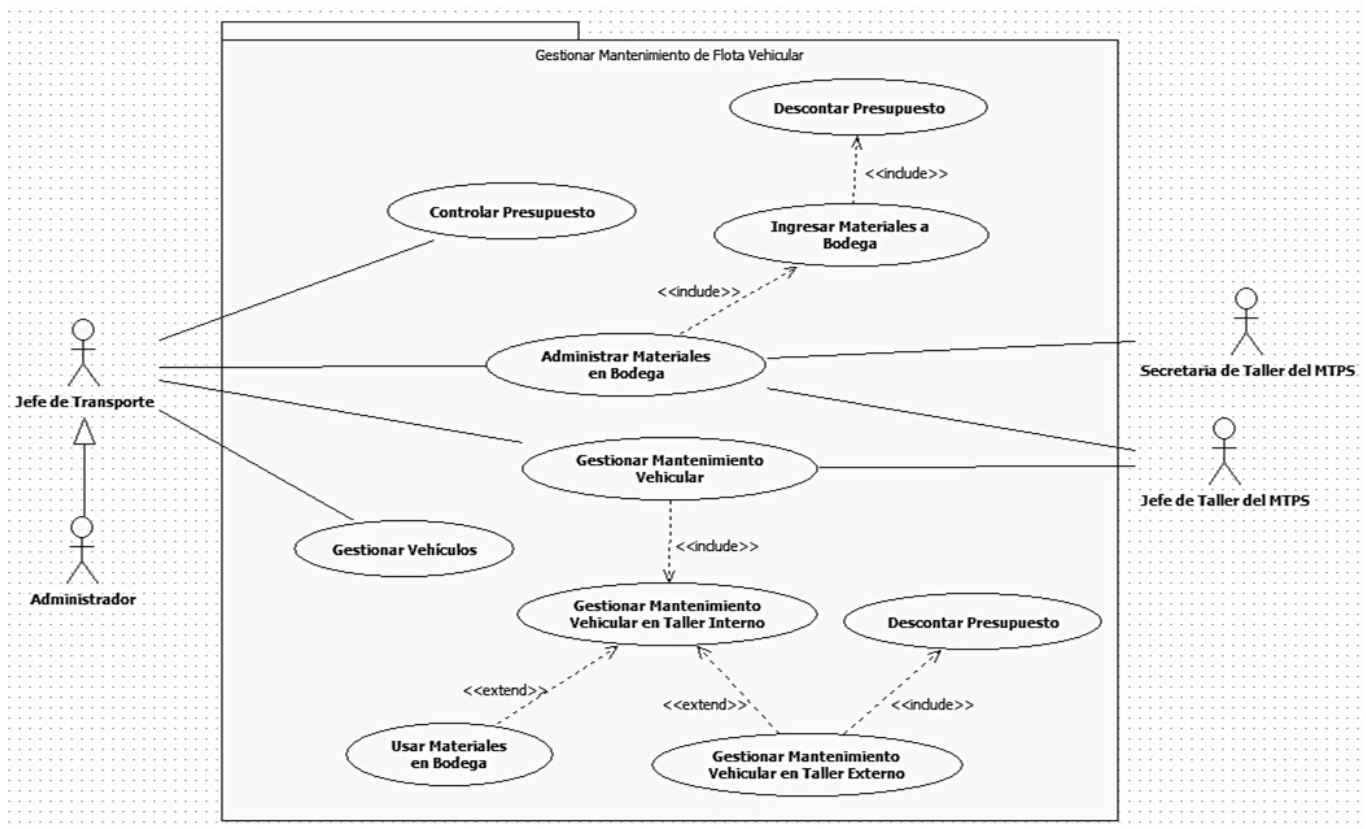 Gestionar Mantenimiento de Flota Vehicular
Descontar Presupuesto
<<include>>
Controlar Presupuesto
Ingresar Materiales a
Bodega
<<include>>
Administrar Materiales
en Bodega
Jefe de Transporte
Secretaria de Taller del MTPS
Gestionar Mantenimiento
Vehicular
Jefe de Taller del MTPS
Gestionar Vehículos
<<include>>
Administrador
Gestionar Mantenimiento
Vehicular en Taller Interno
Descontar Presupuesto
<<extend>>
<<extend>>
<<include>>
Usar Materiales
en Bodega
Gestionar Mantenimiento
Vehicular en Taller Externo